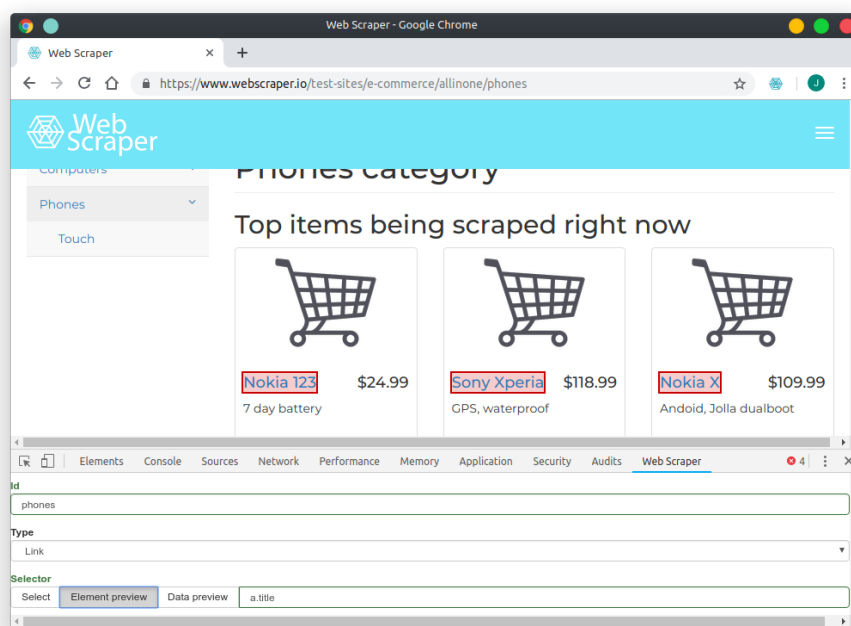 Web Scraper - Google Chrome
Web Scraper
https://www.webscraper.io/test-sites/e-commerce/allinone/phones
J
Web
Scraper
Computers
Phones category
Phones
Touch
Top items being scraped right now
Nokia 123 $24.99
7 day battery
Sony Xperia $118.99
GPS, waterproof
Nokia X $109.99
Andoid, Jolla dualboot
Elements Console Sources Network Performance Memory Application Security Audits Web Scraper 4
Id
phones
Type
Link
Selector
Select Element preview Data preview a.title